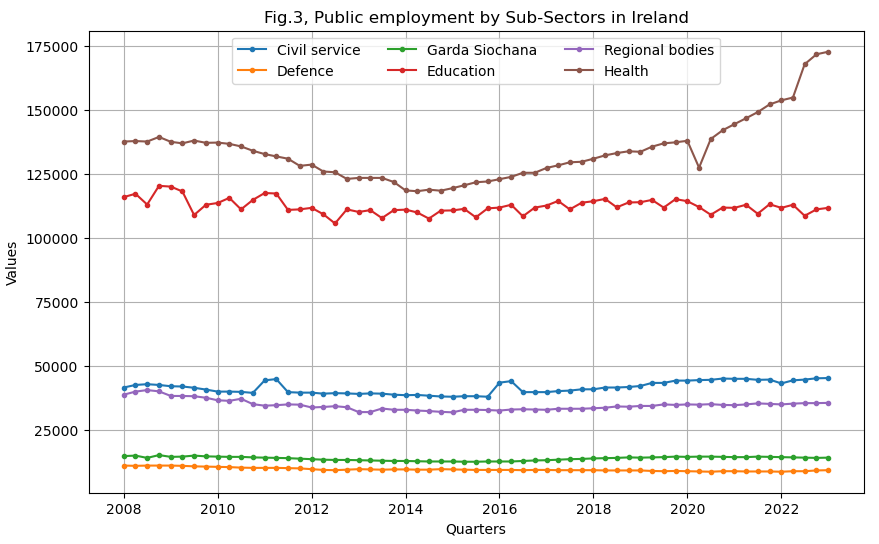 Fig.3, Public employment by Sub-Sectors in Ireland
Civil service Garda Siochana Regional bodies
Defence Education Health
175000
150000
125000
100000
75000
50000
25000
Values
2008 2010 2012 2014 2016 2018 2020 2022
Quarters